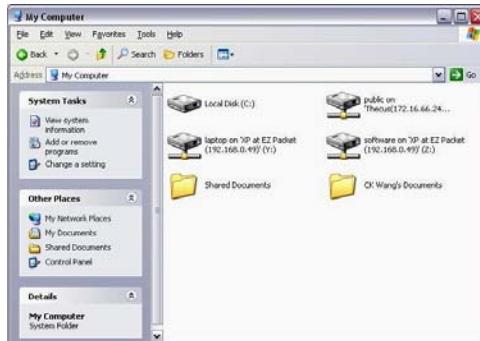 My Computer
File Edit View Favorites Tools Help
Back Search Folders
Address My Computer Go
System Tasks
View system information
Add or remove programs
Change a setting
Other Places
My Network Places
My Documents
Shared Documents
Control Panel
Details
My Computer
System Folder
Local Disk (C:)
public on
'Thecus(172.16.66.24...
laptop on 'XP at EZ Packet
(192.168.0.49)' (Y:)
software on 'XP at EZ Packet
(192.168.0.49)' (Z:)
Shared Documents
CK Wang's Documents